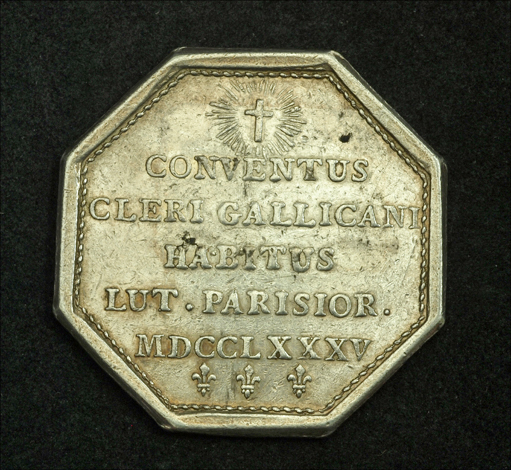 CONVENTUS
CLERI GALLICANI
HABITUS
LUT . PARISIOR .
MDCCLXXXV